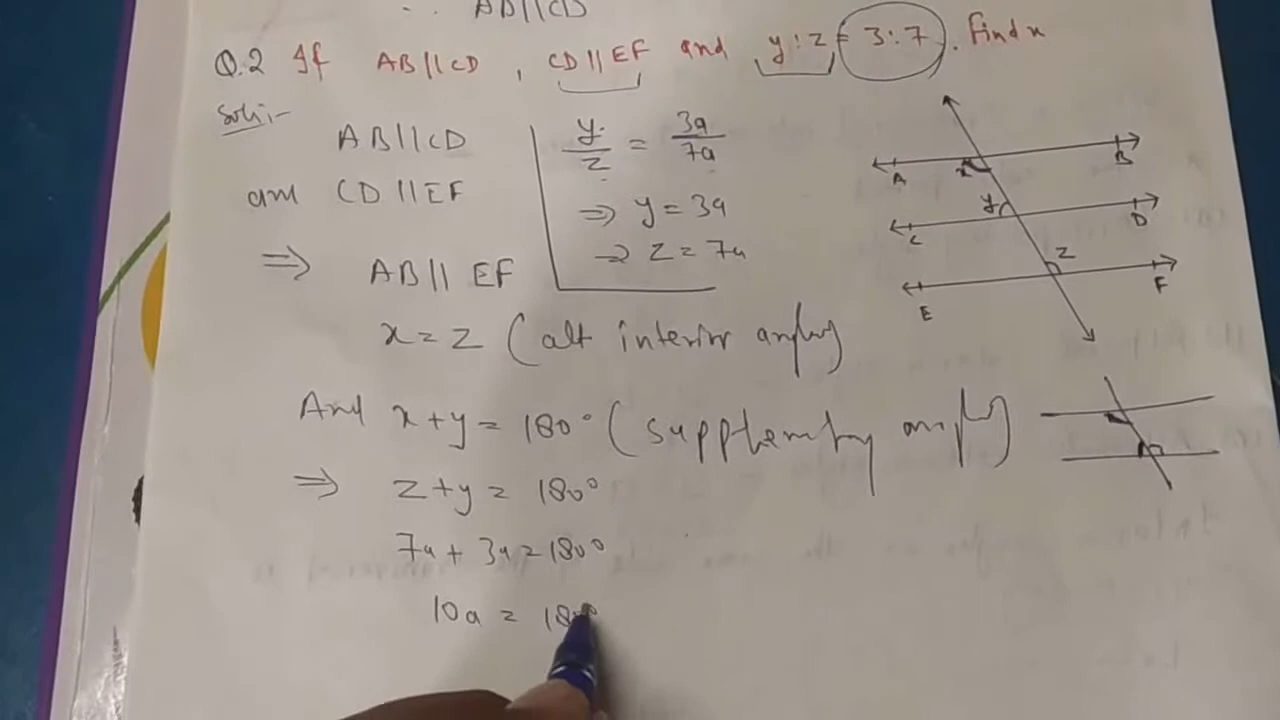 ∴ AB||CD
Q.2 If AB||CD, CD||EF and y:z = 3:7. Find x
Soln:-
AB||CD
and CD||EF
⇒ AB||EF
y/z = 3a/7a
⇒ y = 3a
→ z = 7a
A
x
B
C
y
D
E
z
F
x = z (alt interior angles)
And x+y = 180° (supplementary angles)
⇒ z+y = 180°
7a + 3a = 180°
10a = 180°